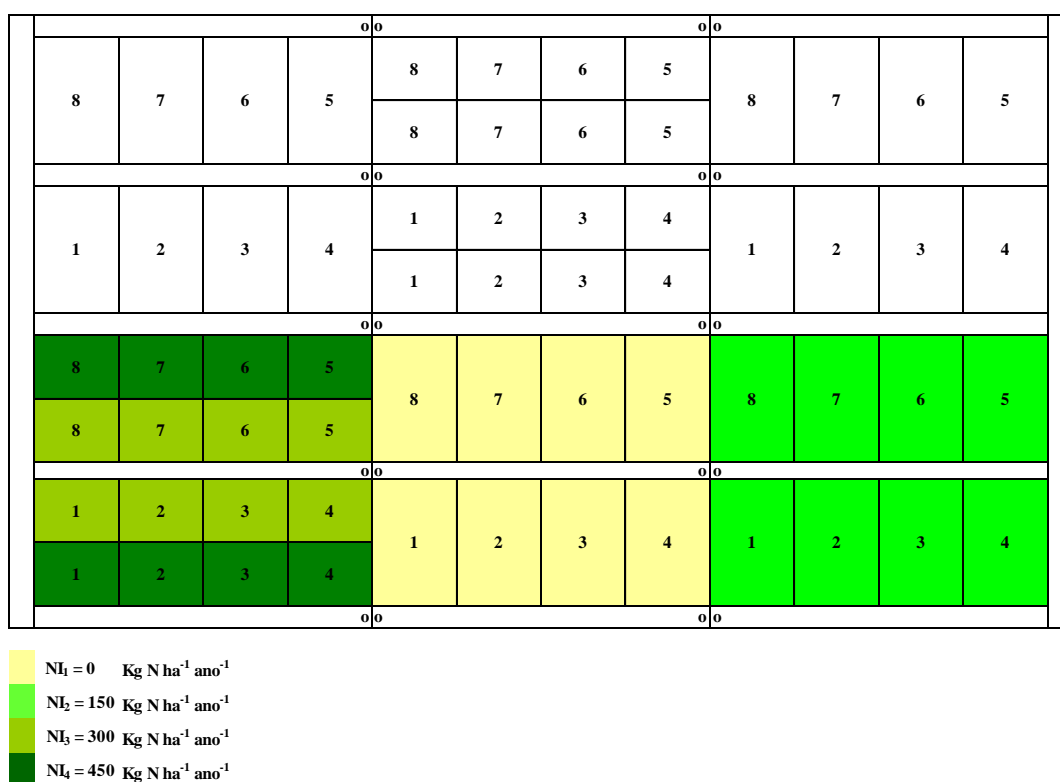 o o o o
8 7 6 5
8 7 6 5 8 7 6 5 8 7 6 5
o o o o
1 2 3 4
1 2 3 4 1 2 3 4 1 2 3 4
o o o o
8 7 6 5
8 7 6 5 8 7 6 5
8 7 6 5
o o o o
1 2 3 4
1 2 3 4 1 2 3 4
1 2 3 4
o o o o
NI₁ = 0 Kg N ha⁻¹ ano⁻¹
NI₂ = 150 Kg N ha⁻¹ ano⁻¹
NI₃ = 300 Kg N ha⁻¹ ano⁻¹
NI₄ = 450 Kg N ha⁻¹ ano⁻¹